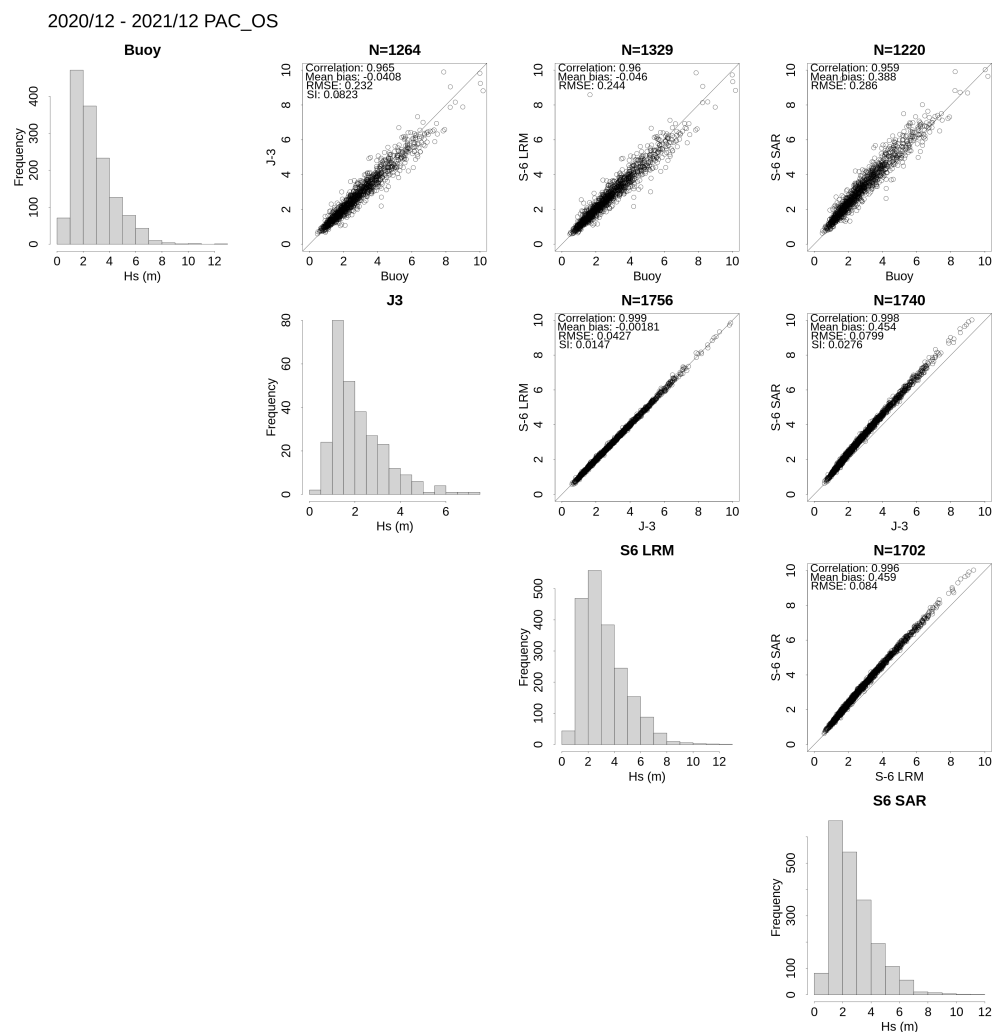 2020/12 - 2021/12 PAC_OS
Buoy
Frequency
0 100 200 300 400
0 2 4 6 8 10 12
Hs (m)
N=1264
Correlation: 0.965
Mean bias: -0.0408
RMSE: 0.232
SI: 0.0823
J-3
0 2 4 6 8 10
0 2 4 6 8 10
Buoy
N=1329
Correlation: 0.96
Mean bias: -0.046
RMSE: 0.244
S-6 LRM
0 2 4 6 8 10
0 2 4 6 8 10
Buoy
N=1220
Correlation: 0.959
Mean bias: 0.388
RMSE: 0.286
S-6 SAR
0 2 4 6 8 10
0 2 4 6 8 10
Buoy
J3
Frequency
0 20 40 60 80
0 2 4 6
Hs (m)
N=1756
Correlation: 0.999
Mean bias: -0.00181
RMSE: 0.0427
SI: 0.0147
S-6 LRM
0 2 4 6 8 10
0 2 4 6 8 10
J-3
N=1740
Correlation: 0.998
Mean bias: 0.454
RMSE: 0.0799
SI: 0.0276
S-6 SAR
0 2 4 6 8 10
0 2 4 6 8 10
J-3
S6 LRM
Frequency
0 100 200 300 400 500
0 2 4 6 8 10 12
Hs (m)
N=1702
Correlation: 0.996
Mean bias: 0.459
RMSE: 0.084
S-6 SAR
0 2 4 6 8 10
0 2 4 6 8 10
S-6 LRM
S6 SAR
Frequency
0 100 300 500
0 2 4 6 8 10 12
Hs (m)